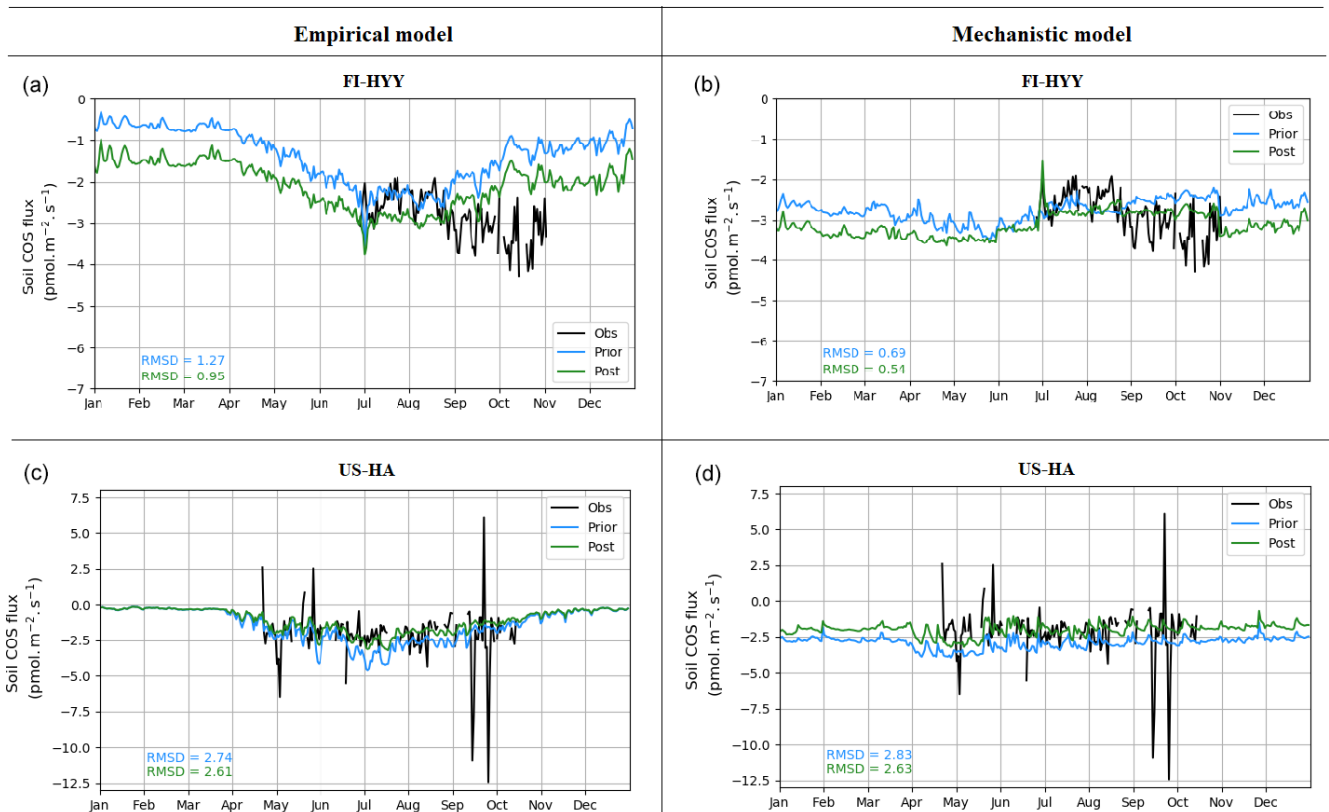 Empirical model
Mechanistic model
(a)
FI-HYY
0
−1
−2
−3
−4
−5
−6
−7
Soil COS flux
(pmol. m⁻². s⁻¹)
Obs
Prior
Post
RMSD = 1.27
RMSD = 0.95
Jan Feb Mar Apr May Jun Jul Aug Sep Oct Nov Dec
(b)
FI-HYY
0
−1
−2
−3
−4
−5
−6
−7
Soil COS flux
(pmol. m⁻². s⁻¹)
Obs
Prior
Post
RMSD = 0.69
RMSD = 0.54
Jan Feb Mar Apr May Jun Jul Aug Sep Oct Nov Dec
(c)
US-HA
7.5
5.0
2.5
0.0
−2.5
−5.0
−7.5
−10.0
−12.5
Soil COS flux
(pmol. m⁻². s⁻¹)
Obs
Prior
Post
RMSD = 2.74
RMSD = 2.61
Jan Feb Mar Apr May Jun Jul Aug Sep Oct Nov Dec
(d)
US-HA
7.5
5.0
2.5
0.0
−2.5
−5.0
−7.5
−10.0
−12.5
Soil COS flux
(pmol. m⁻². s⁻¹)
Obs
Prior
Post
RMSD = 2.83
RMSD = 2.63
Jan Feb Mar Apr May Jun Jul Aug Sep Oct Nov Dec